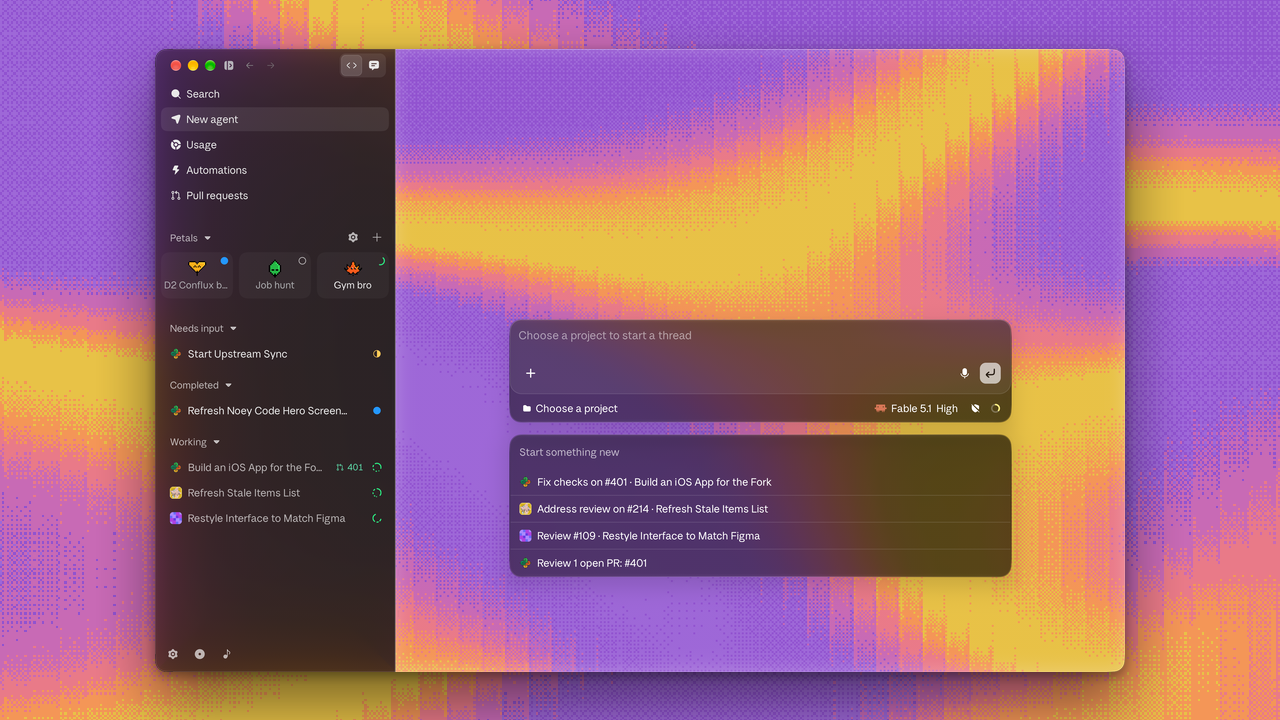 Search
New agent
Usage
Automations
Pull requests
Petals
D2 Conflux b...
Job hunt
Gym bro
Needs input
Start Upstream Sync
Completed
Refresh Noey Code Hero Screen...
Working
Build an iOS App for the Fo... 401
Refresh Stale Items List
Restyle Interface to Match Figma
Choose a project to start a thread
Choose a project
Fable 5.1 High
Start something new
Fix checks on #401 · Build an iOS App for the Fork
Address review on #214 · Refresh Stale Items List
Review #109 · Restyle Interface to Match Figma
Review 1 open PR: #401